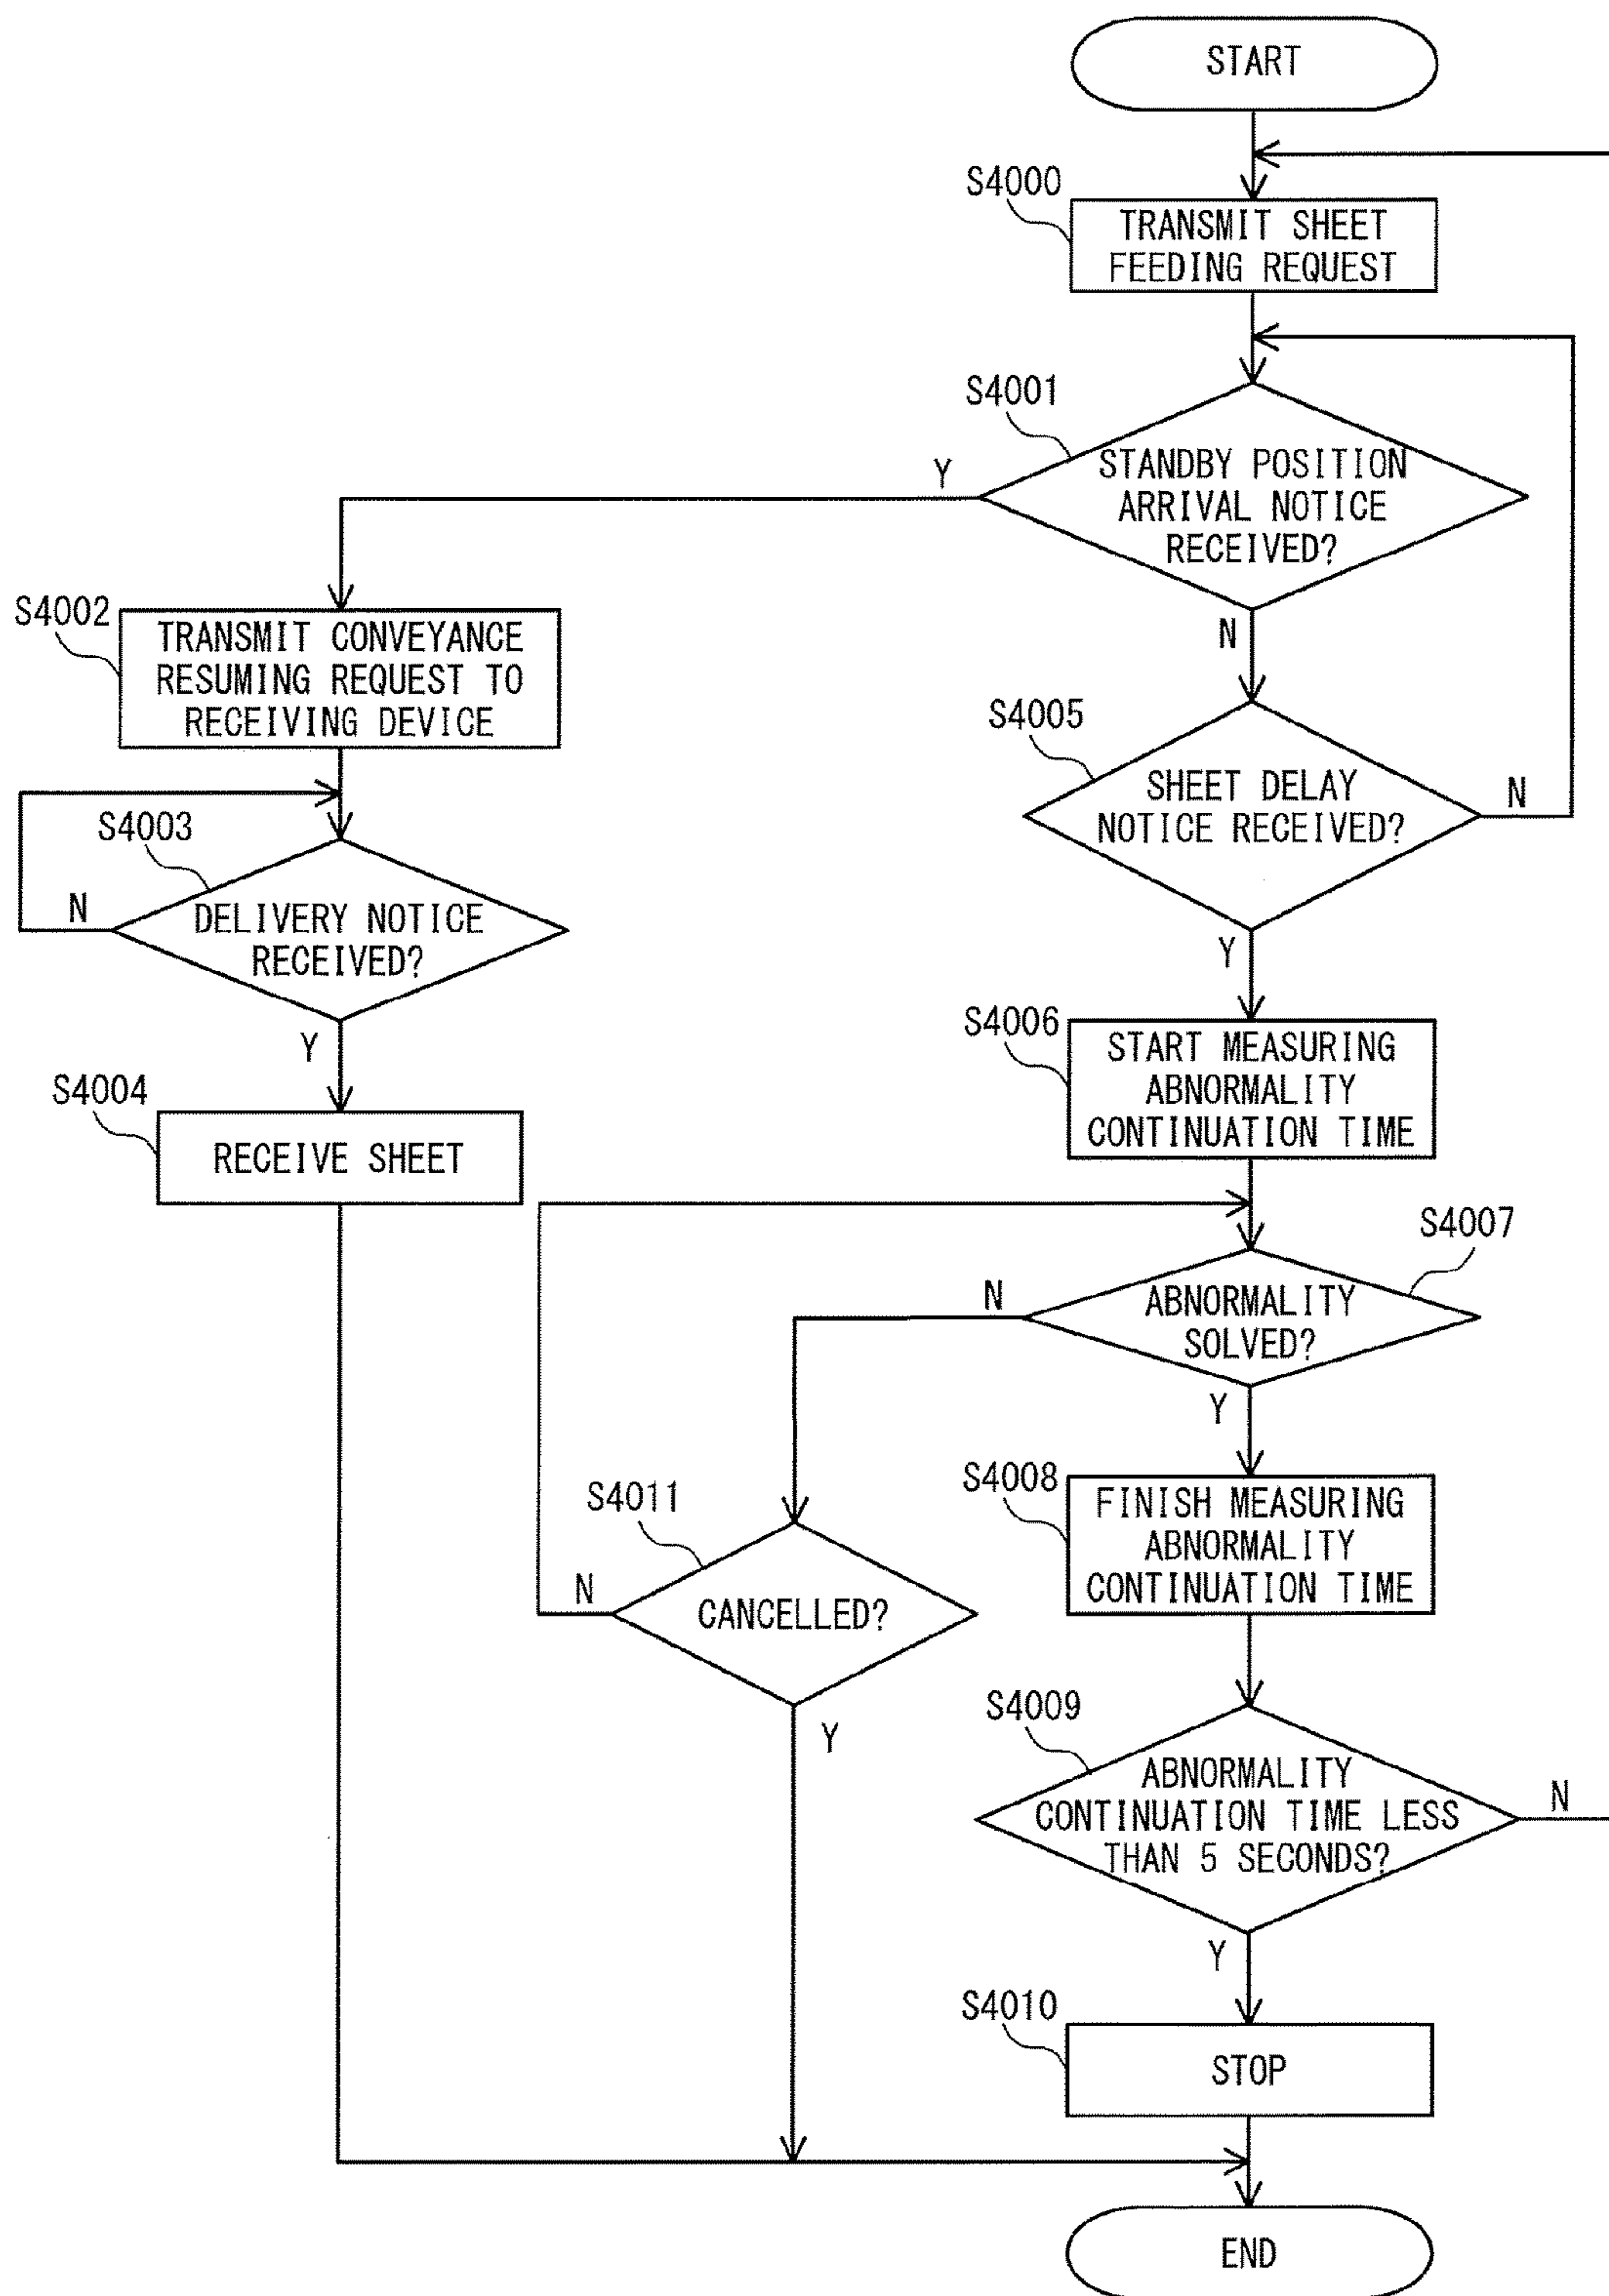 START
S4000
TRANSMIT SHEET
FEEDING REQUEST
S4001
STANDBY POSITION
ARRIVAL NOTICE
RECEIVED?
Y
N
S4002
TRANSMIT CONVEYANCE
RESUMING REQUEST TO
RECEIVING DEVICE
S4003
DELIVERY NOTICE
RECEIVED?
N
Y
S4004
RECEIVE SHEET
S4005
SHEET DELAY
NOTICE RECEIVED?
N
Y
S4006
START MEASURING
ABNORMALITY
CONTINUATION TIME
S4007
ABNORMALITY
SOLVED?
N
Y
S4008
FINISH MEASURING
ABNORMALITY
CONTINUATION TIME
S4011
CANCELLED?
N
Y
S4009
ABNORMALITY
CONTINUATION TIME LESS
THAN 5 SECONDS?
N
Y
S4010
STOP
END